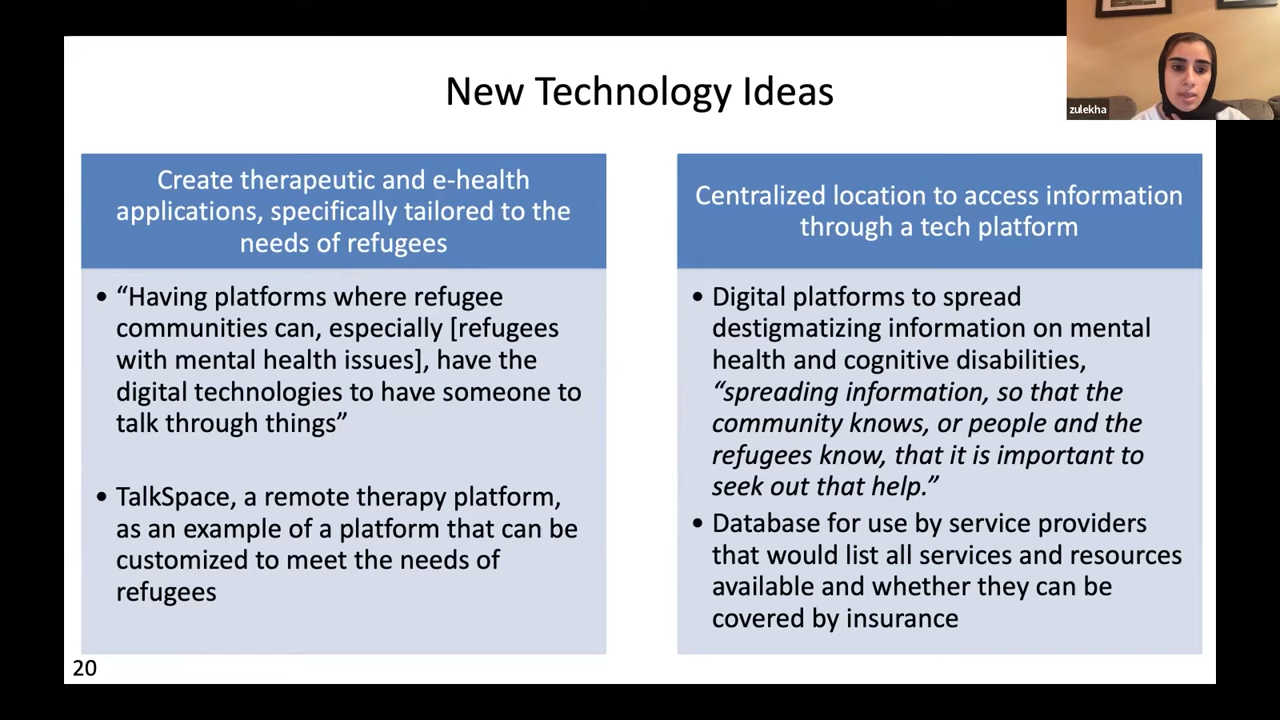 New Technology Ideas
zulekha
Create therapeutic and e-health
applications, specifically tailored to the
needs of refugees
• “Having platforms where refugee
communities can, especially [refugees
with mental health issues], have the
digital technologies to have someone to
talk through things”
• TalkSpace, a remote therapy platform,
as an example of a platform that can be
customized to meet the needs of
refugees
Centralized location to access information
through a tech platform
• Digital platforms to spread
destigmatizing information on mental
health and cognitive disabilities,
“spreading information, so that the
community knows, or people and the
refugees know, that it is important to
seek out that help.”
• Database for use by service providers
that would list all services and resources
available and whether they can be
covered by insurance
20